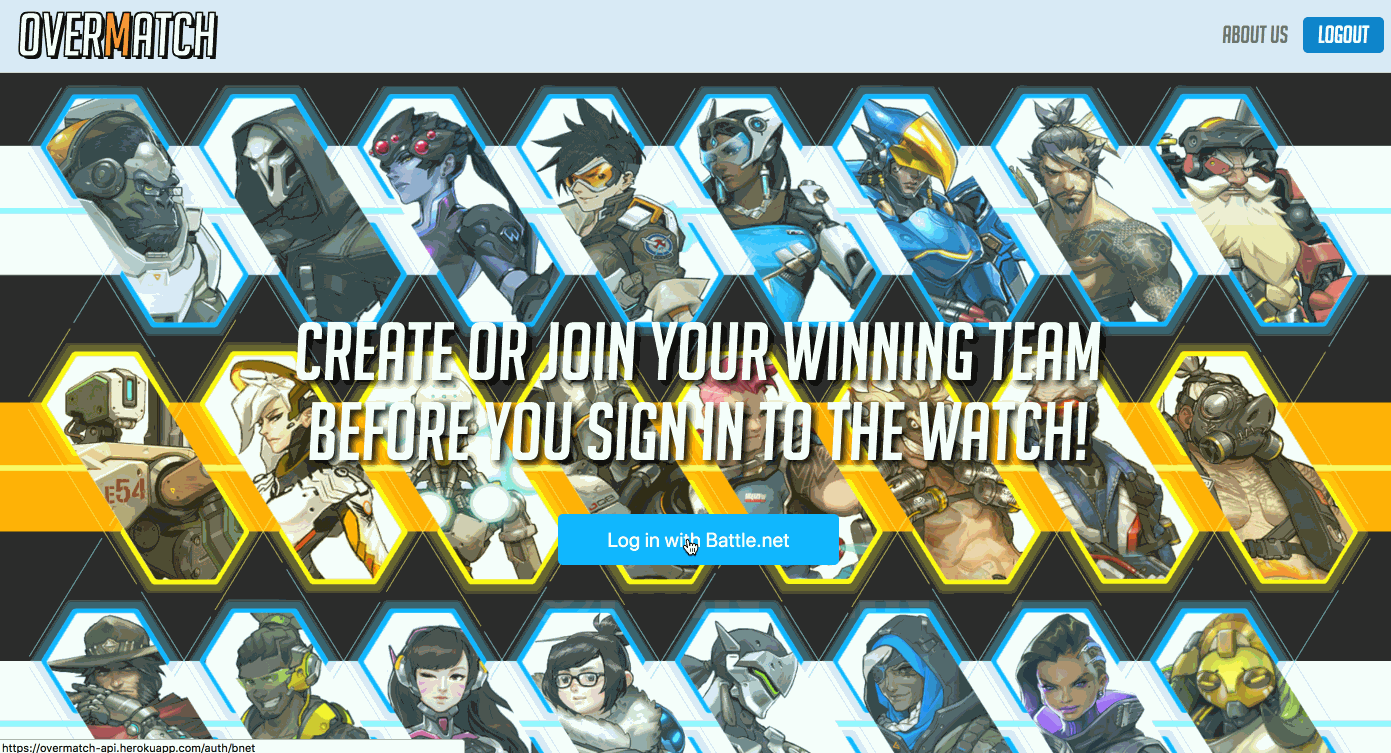 OVERMATCH
ABOUT US
LOGOUT
CREATE OR JOIN YOUR WINNING TEAM
BEFORE YOU SIGN IN TO THE WATCH!
E54
Log in with Battle.net
https://overmatch-api.herokuapp.com/auth/bnet